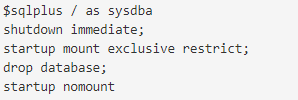 $sqlplus / as sysdba
shutdown immediate;
startup mount exclusive restrict;
drop database;
startup nomount